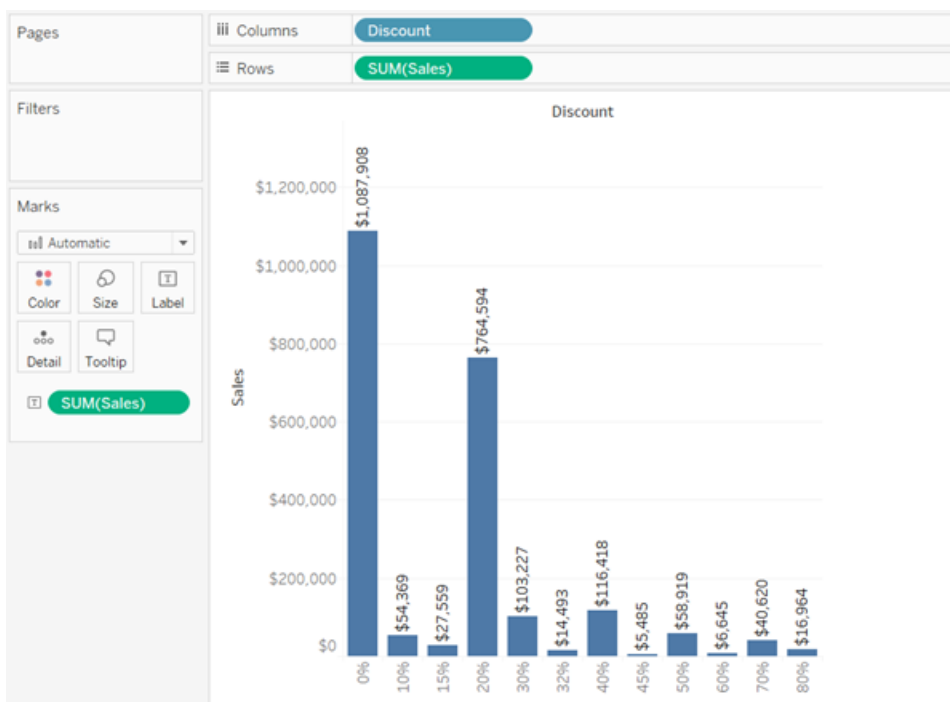 Pages
Columns
Discount
Rows
SUM(Sales)
Filters
Marks
Automatic
Color
Size
Label
Detail
Tooltip
SUM(Sales)
Discount
Sales
$1,200,000
$1,000,000
$800,000
$600,000
$400,000
$200,000
$0
$1,087,908
$54,369
$27,559
$764,594
$103,227
$14,493
$116,418
$5,485
$58,919
$6,645
$40,620
$16,964
0%
10%
15%
20%
30%
32%
40%
45%
50%
60%
70%
80%